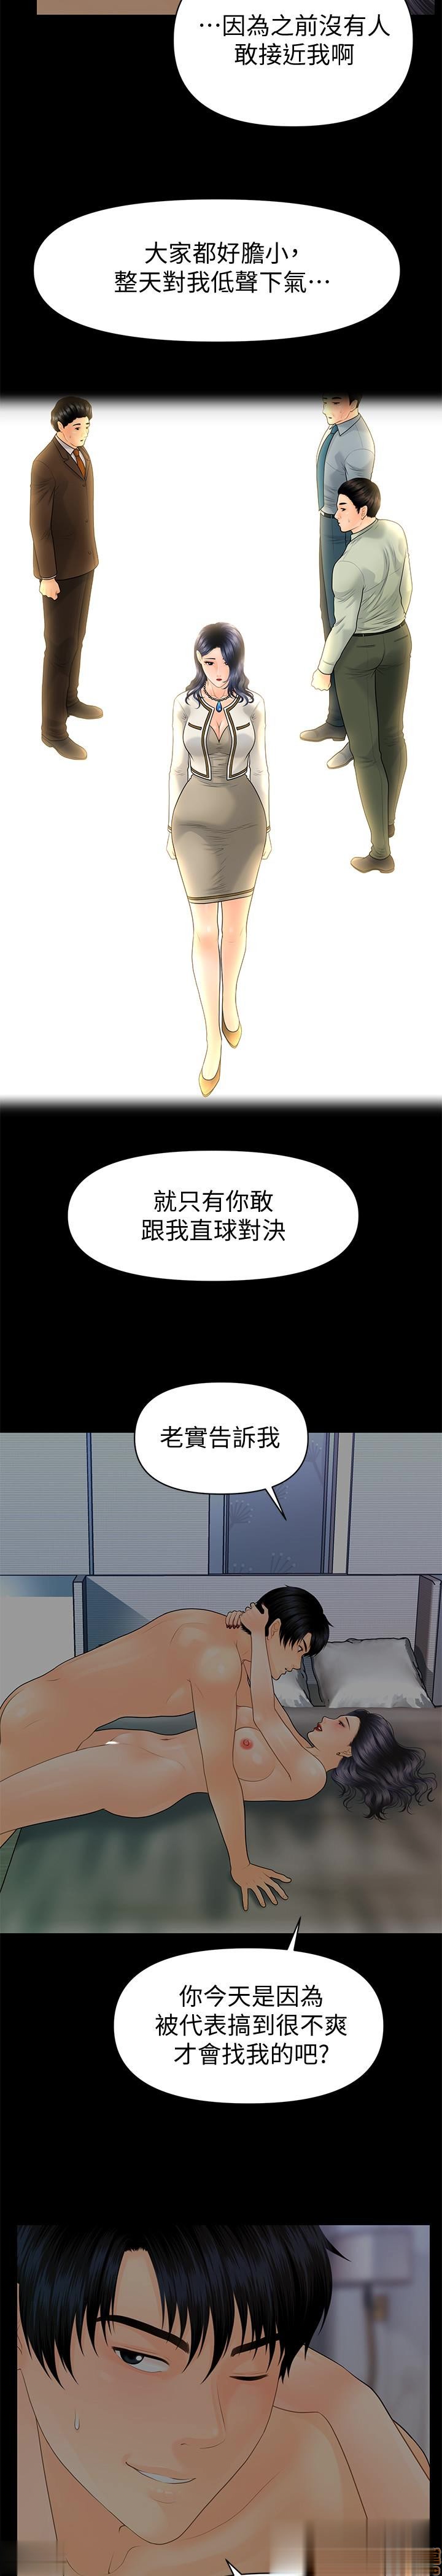 ⋯因為之前沒有人
敢接近我啊
大家都好膽小，
整天對我低聲下氣⋯
就只有你敢
跟我直球對決
老實告訴我
你今天是因為
被代表搞到很不爽
才會找我的吧？